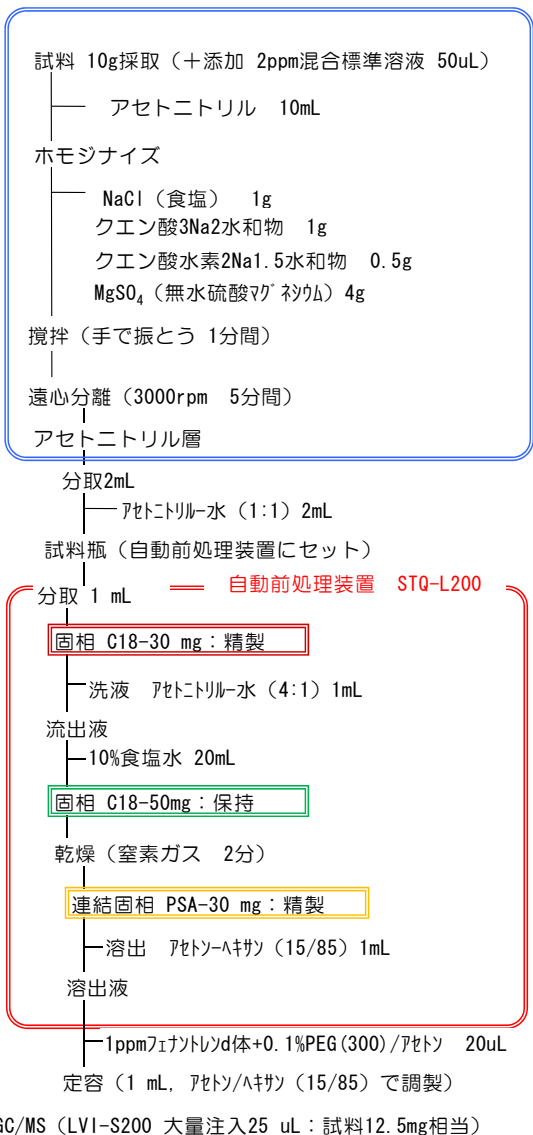 試料 10g採取（＋添加 2ppm混合標準溶液 50uL）
アセトニトリル 10mL
ホモジナイズ
NaCl（食塩） 1g
クエン酸3Na2水和物 1g
クエン酸水素2Na1.5水和物 0.5g
MgSO₄（無水硫酸ﾏｸﾞﾈｼｳﾑ）4g
撹拌（手で振とう 1分間）
遠心分離（3000rpm 5分間）
アセトニトリル層
分取2mL
ｱｾﾄﾆﾄﾘﾙｰ水（1:1）2mL
試料瓶（自動前処理装置にセット）
自動前処理装置 STQ-L200
分取 1 mL
固相 C18-30 mg：精製
洗液 ｱｾﾄﾆﾄﾘﾙｰ水（4:1）1mL
流出液
10%食塩水 20mL
固相 C18-50mg：保持
乾燥（窒素ガス 2分）
連結固相 PSA-30 mg：精製
溶出 ｱｾﾄﾝｰﾍｷｻﾝ（15/85）1mL
溶出液
1ppmﾌｪﾅﾝﾄﾚﾝd体+0.1%PEG(300)/ｱｾﾄﾝ 20uL
定容（1 mL, ｱｾﾄﾝ/ﾍｷｻﾝ（15/85）で調製）
GC/MS（LVI-S200 大量注入25 uL：試料12.5mg相当）